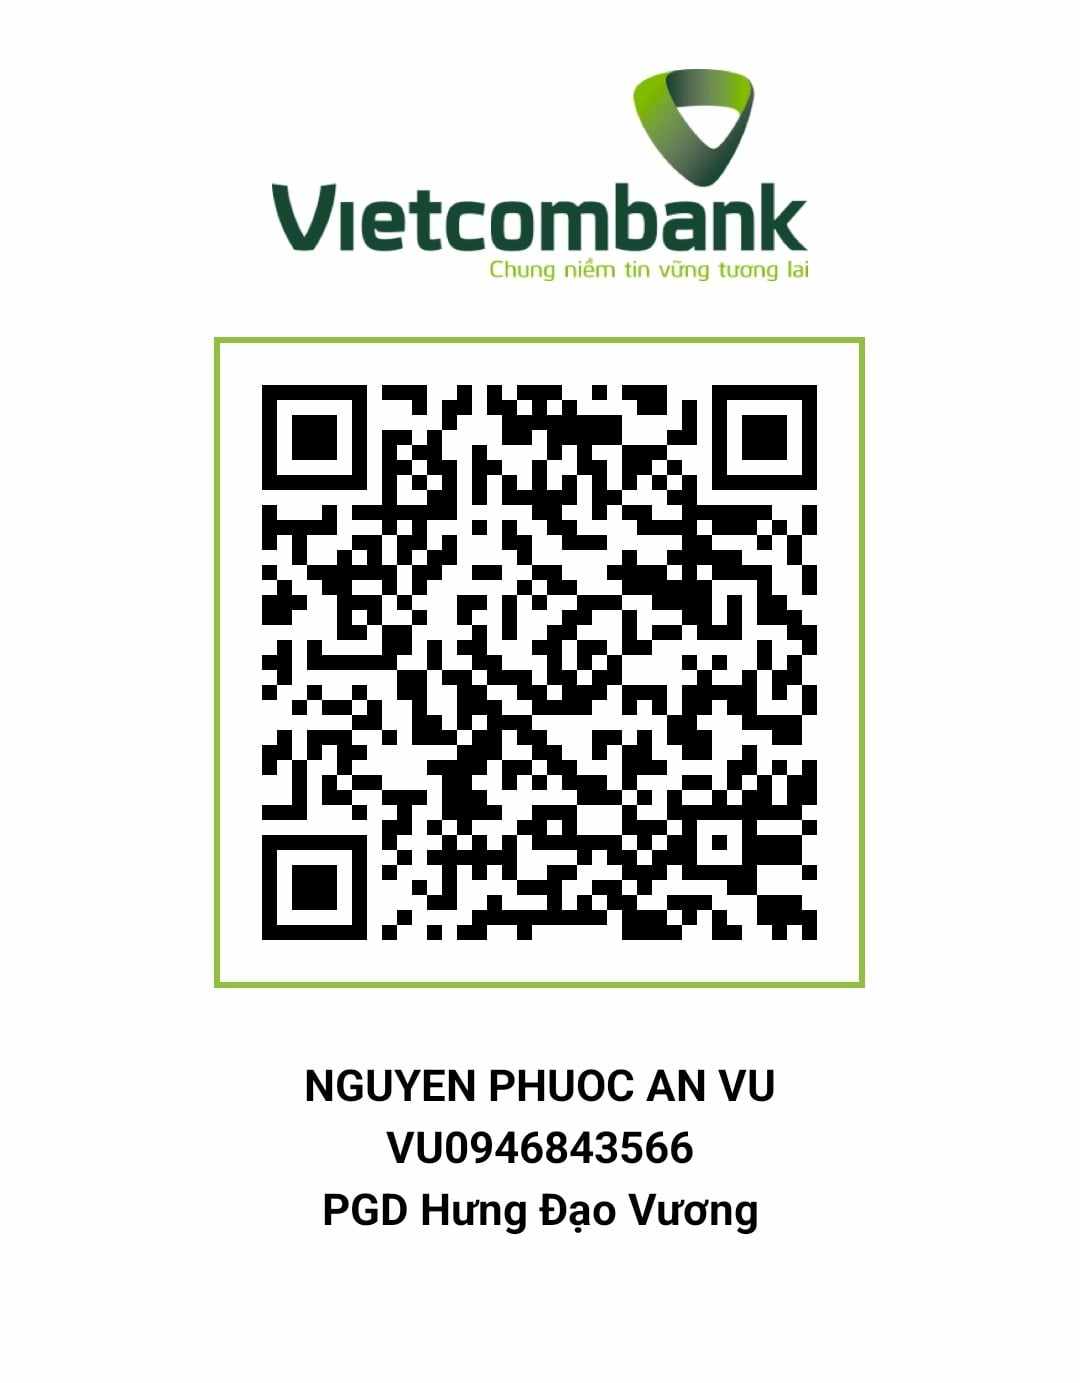 Vietcombank
Chung niềm tin vững tương lai
NGUYEN PHUOC AN VU
VU0946843566
PGD Hưng Đạo Vương